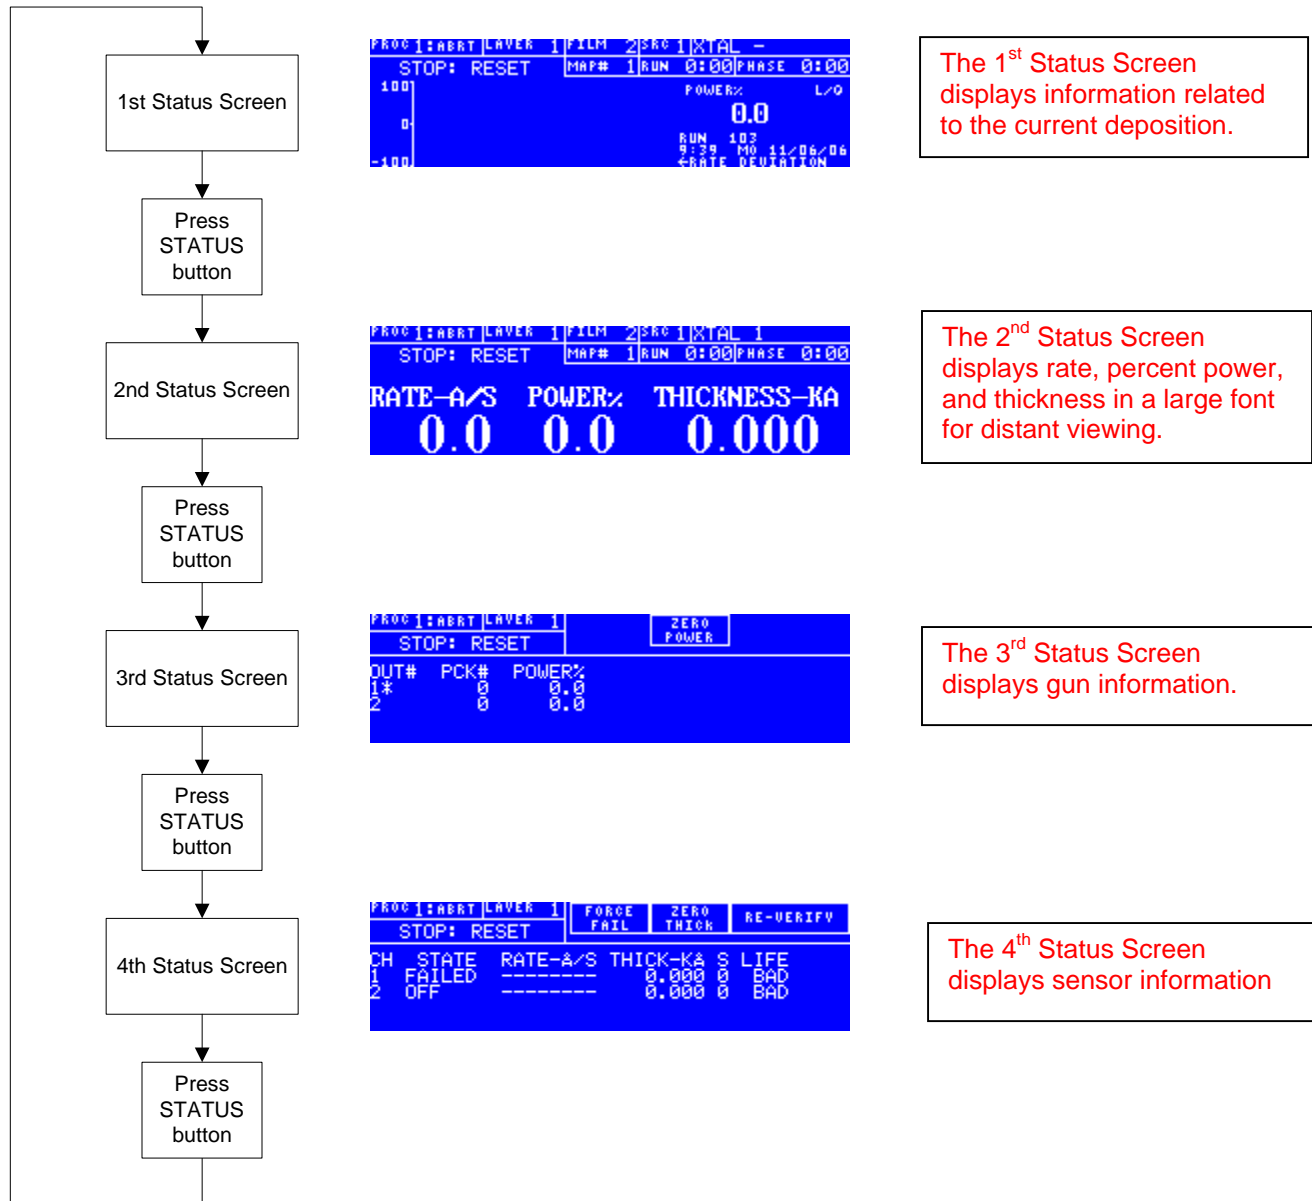 1st Status Screen
PROC 1:ABRT LAYER 1 FILM 2 SRC 1 XTAL -
STOP: RESET MAP# 1 RUN 0:00 PHASE 0:00
100
0
-100
POWER% L/Q
0.0
RUN 103
9:39 MO 11/06/06
←RATE DEVIATION
The 1st Status Screen
displays information related
to the current deposition.
Press
STATUS
button
2nd Status Screen
PROC 1:ABRT LAYER 1 FILM 2 SRC 1 XTAL 1
STOP: RESET MAP# 1 RUN 0:00 PHASE 0:00
RATE-A/S POWER% THICKNESS-KA
0.0 0.0 0.000
The 2nd Status Screen
displays rate, percent power,
and thickness in a large font
for distant viewing.
Press
STATUS
button
3rd Status Screen
PROC 1:ABRT LAYER 1
STOP: RESET
ZERO
POWER
OUT# PCK# POWER%
1* 0 0.0
2 0 0.0
The 3rd Status Screen
displays gun information.
Press
STATUS
button
4th Status Screen
PROC 1:ABRT LAYER 1
STOP: RESET
FORCE
FAIL
ZERO
THICK
RE-VERIFY
CH STATE RATE-A/S THICK-KA S LIFE
1 FAILED -------- 0.000 0 BAD
2 OFF -------- 0.000 0 BAD
The 4th Status Screen
displays sensor information
Press
STATUS
button